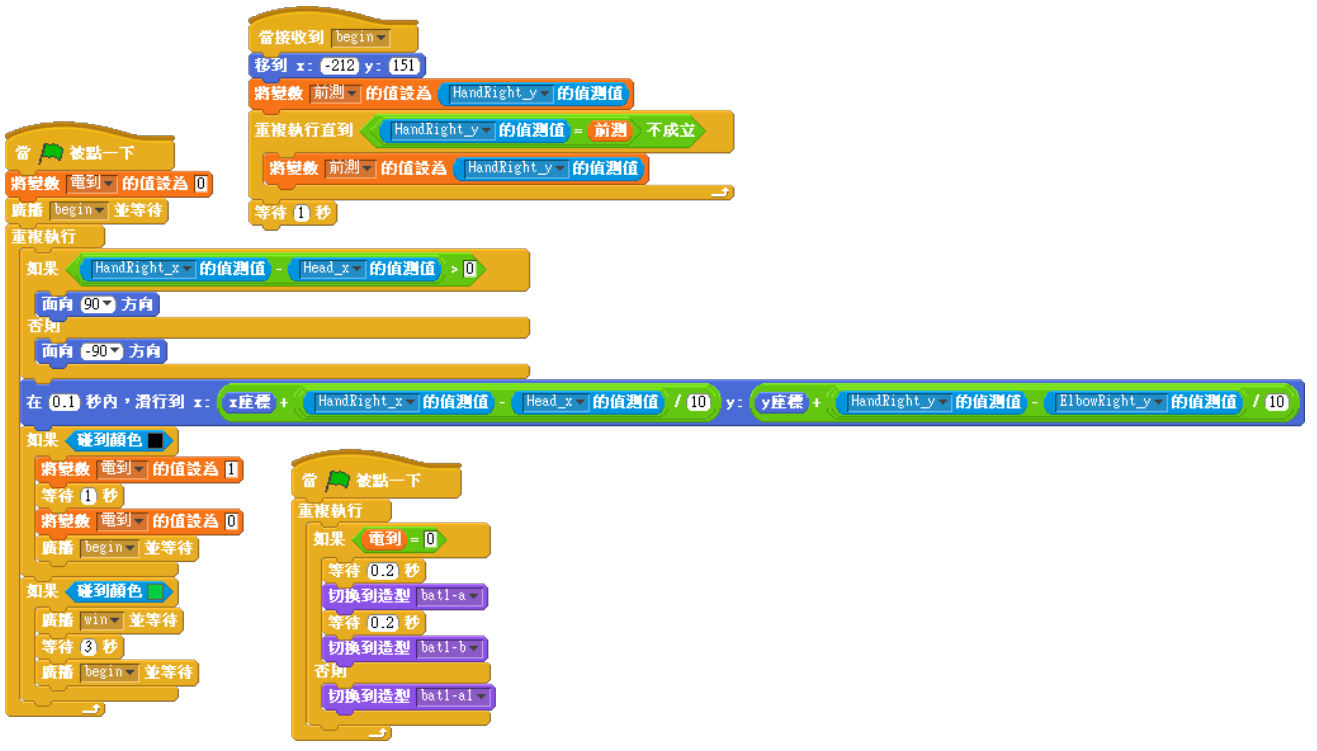 當接收到 begin
移到 x: -212 y: 151
將變數 前測 的值設為 HandRight_y 的偵測值
重複執行直到 HandRight_y 的偵測值 = 前測 不成立
將變數 前測 的值設為 HandRight_y 的偵測值
等待 1 秒
當 被點一下
將變數 電到 的值設為 0
廣播 begin 並等待
重複執行
如果 HandRight_x 的偵測值 - Head_x 的偵測值 > 0
面向 90 方向
否則
面向 -90 方向
在 0.1 秒內,滑行到 x: x座標 + HandRight_x 的偵測值 - Head_x 的偵測值 / 10 y: y座標 + HandRight_y 的偵測值 - ElbowRight_y 的偵測值 / 10
如果 碰到顏色
將變數 電到 的值設為 1
等待 1 秒
將變數 電到 的值設為 0
廣播 begin 並等待
如果 碰到顏色
廣播 win 並等待
等待 3 秒
廣播 begin 並等待
當 被點一下
重複執行
如果 電到 = 0
等待 0.2 秒
切換到造型 bat1-a
等待 0.2 秒
切換到造型 bat1-b
否則
切換到造型 bat1-a1